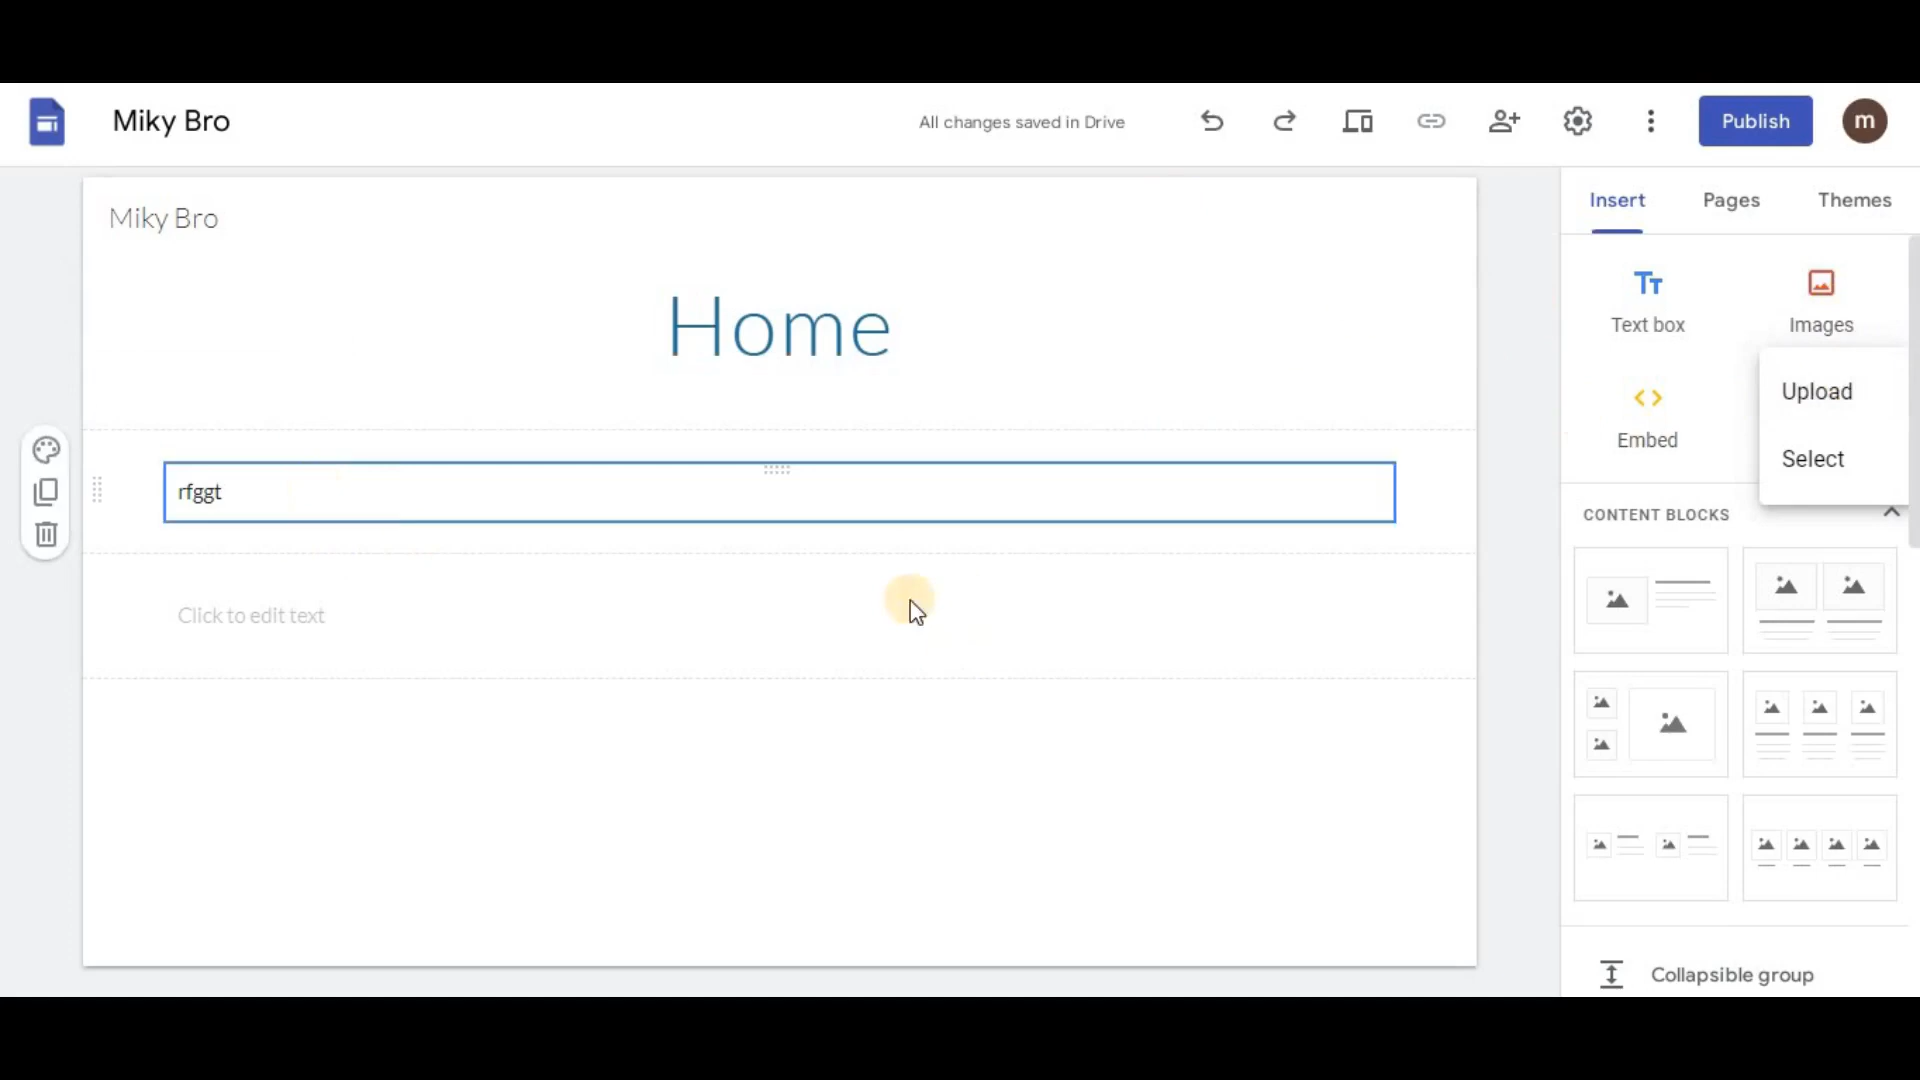 Miky Bro
All changes saved in Drive
Publish
m
Miky Bro
Home
rfggt
Click to edit text
Insert
Pages
Themes
Text box
Images
Embed
Upload
Select
CONTENT BLOCKS
Collapsible group